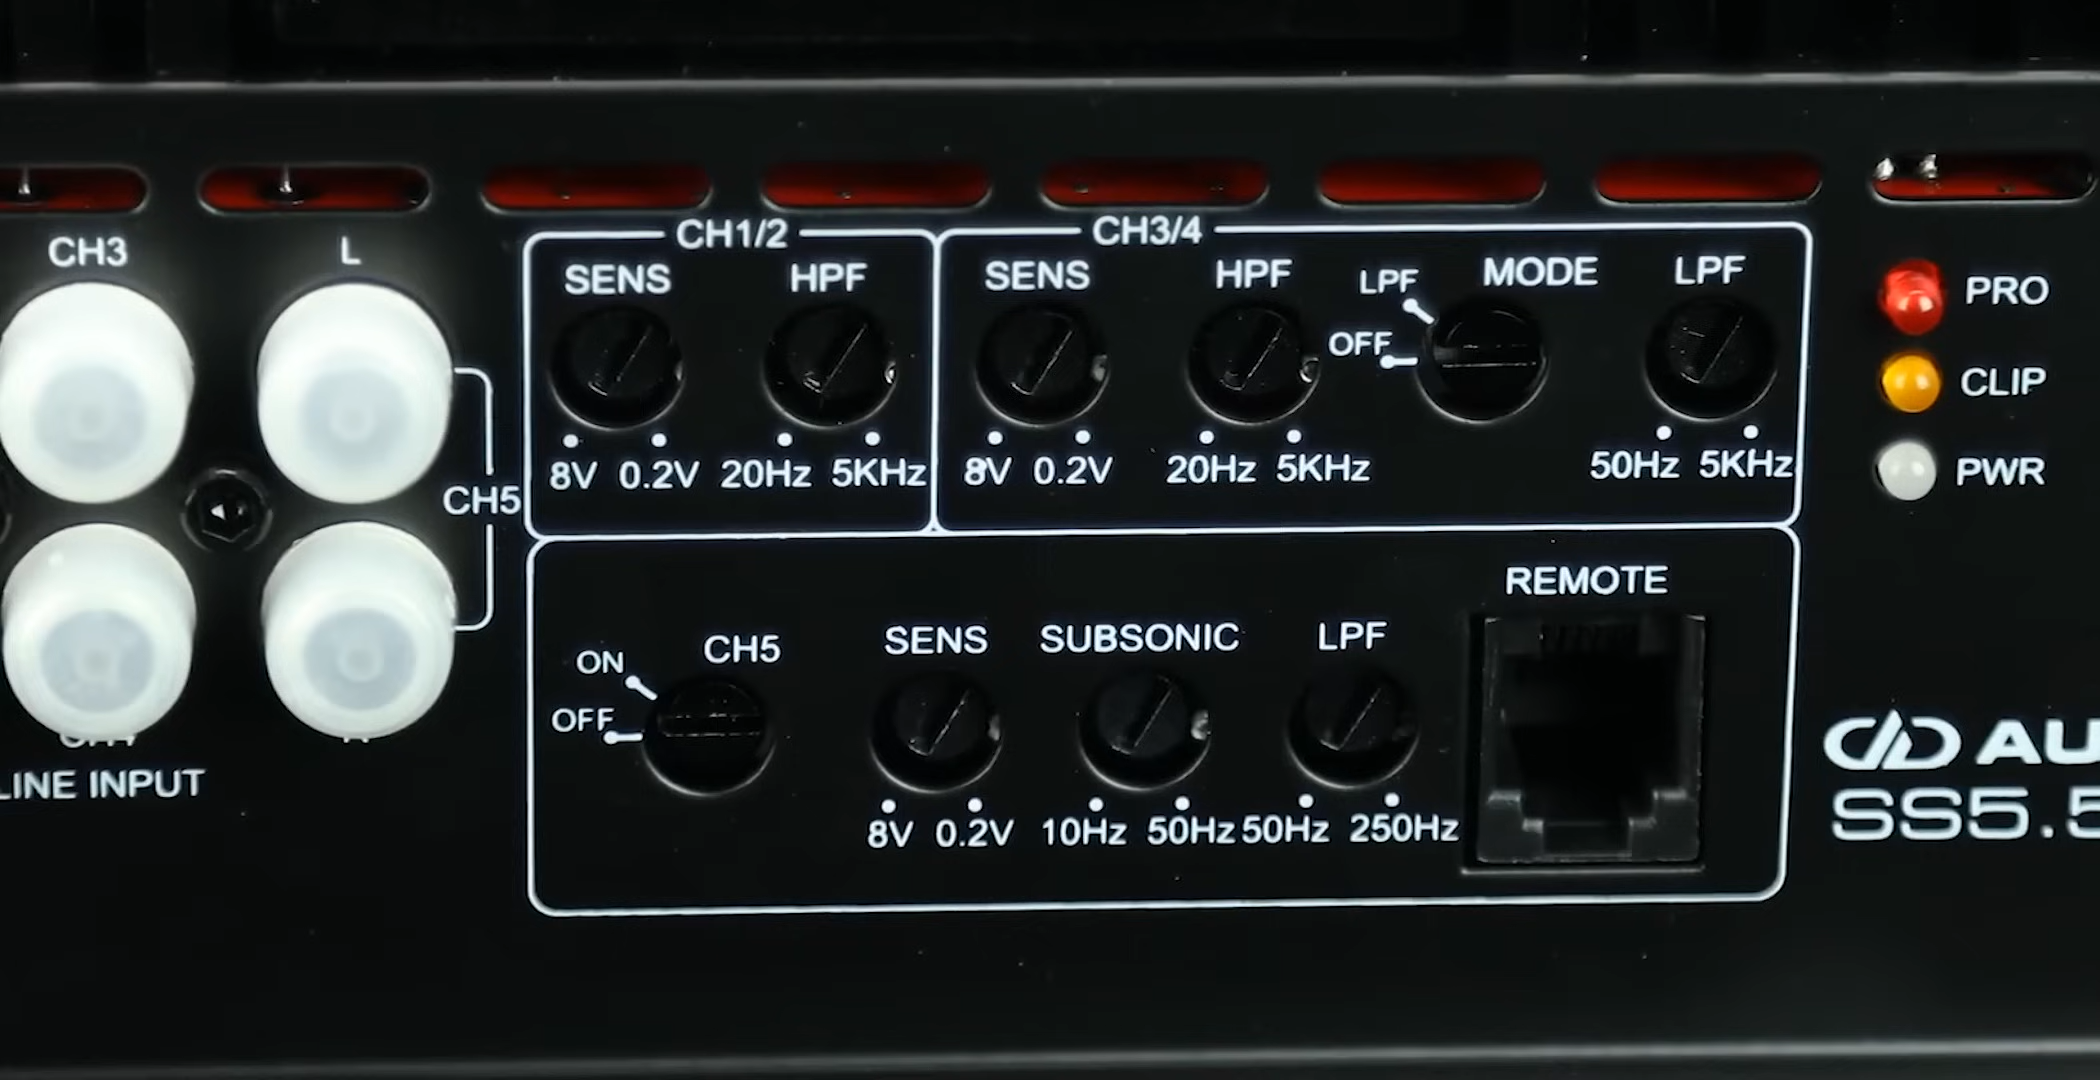 CH3 L
CH5
LINE INPUT
CH1/2
SENS HPF
8V 0.2V 20Hz 5KHz
CH3/4
SENS HPF LPF MODE LPF
OFF
8V 0.2V 20Hz 5KHz 50Hz 5KHz
PRO
CLIP
PWR
REMOTE
ON CH5 SENS SUBSONIC LPF
OFF
8V 0.2V 10Hz 50Hz 50Hz 250Hz
DD AU
SS5.5